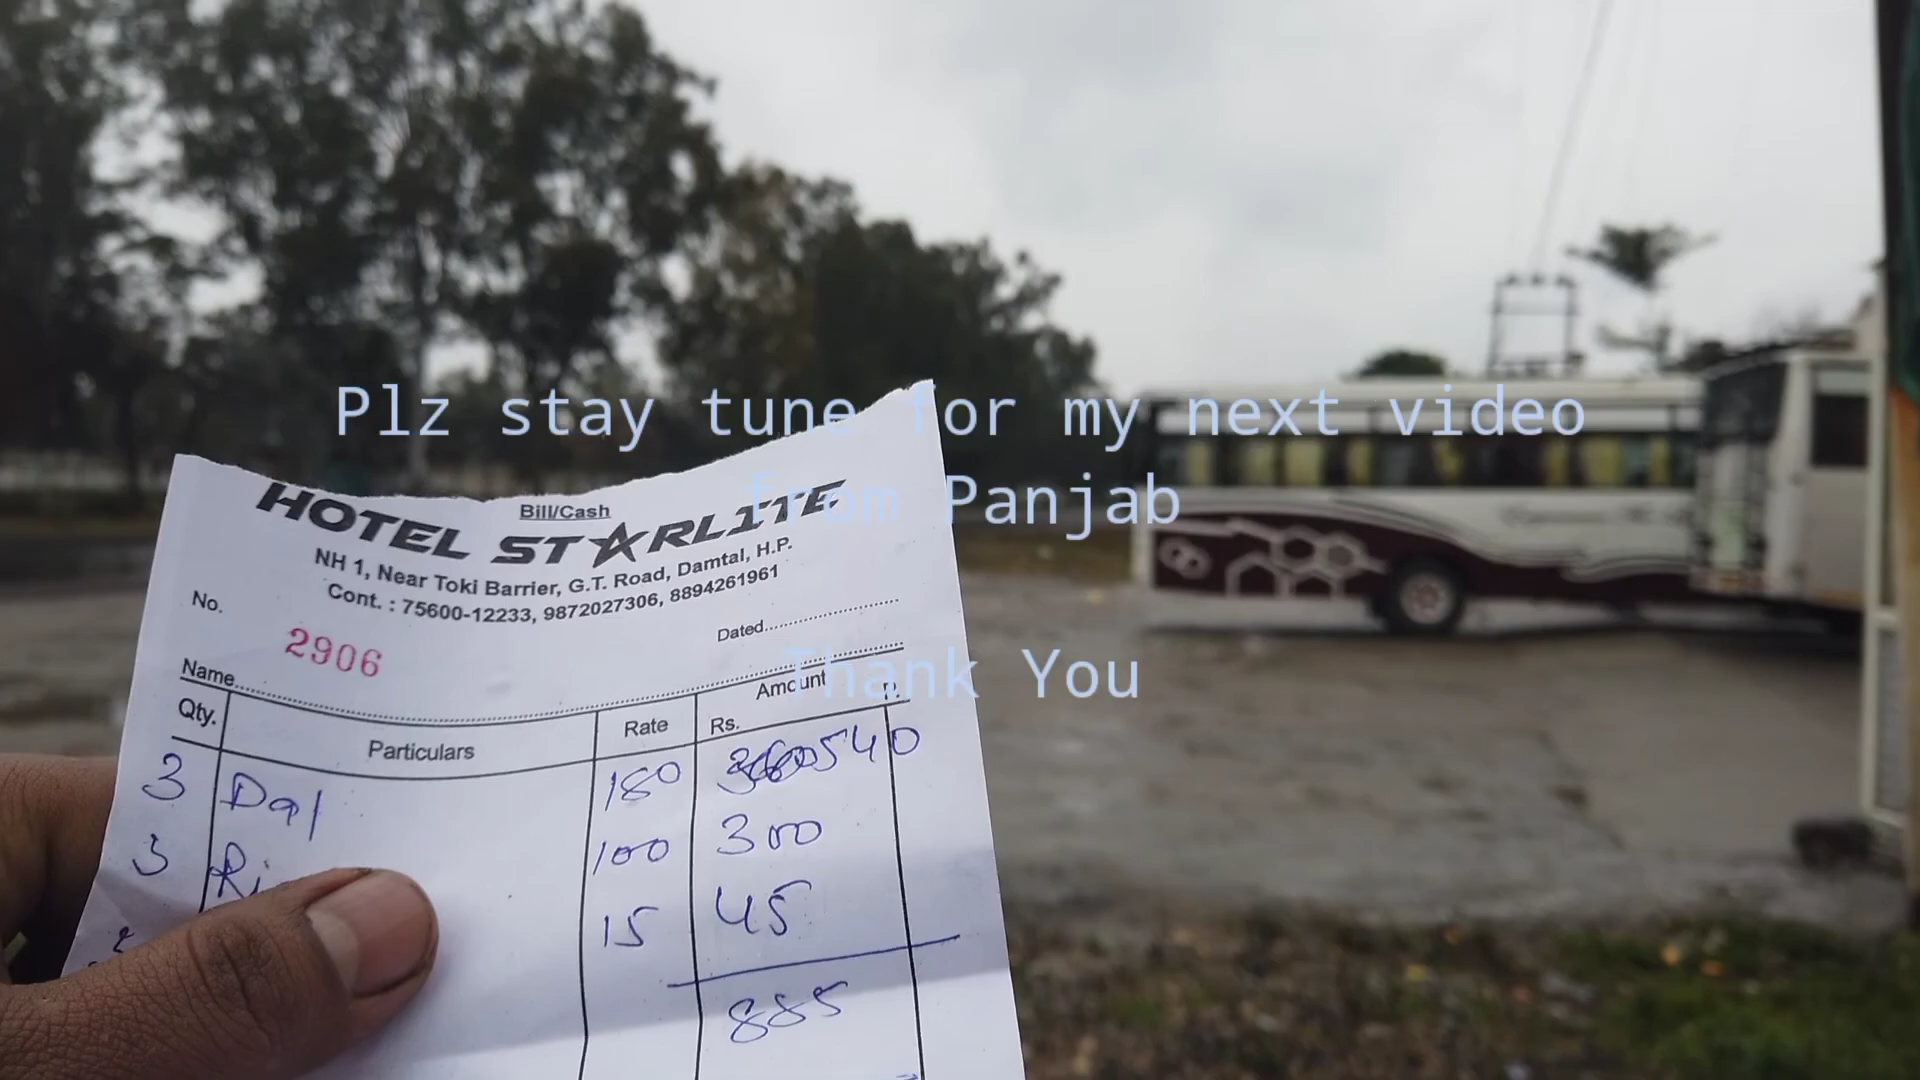 Plz stay tune for my next video
from Panjab
Thank You
Bill/Cash
HOTEL STARLITE
NH 1, Near Toki Barrier, G.T. Road, Damtal, H.P.
Cont. : 75600-12233, 9872027306, 8894261961
No. 2906 Dated
Name
Qty. Particulars Rate Amount
Rs. P.
3 Dal 180 540
3 100 300
15 45
885